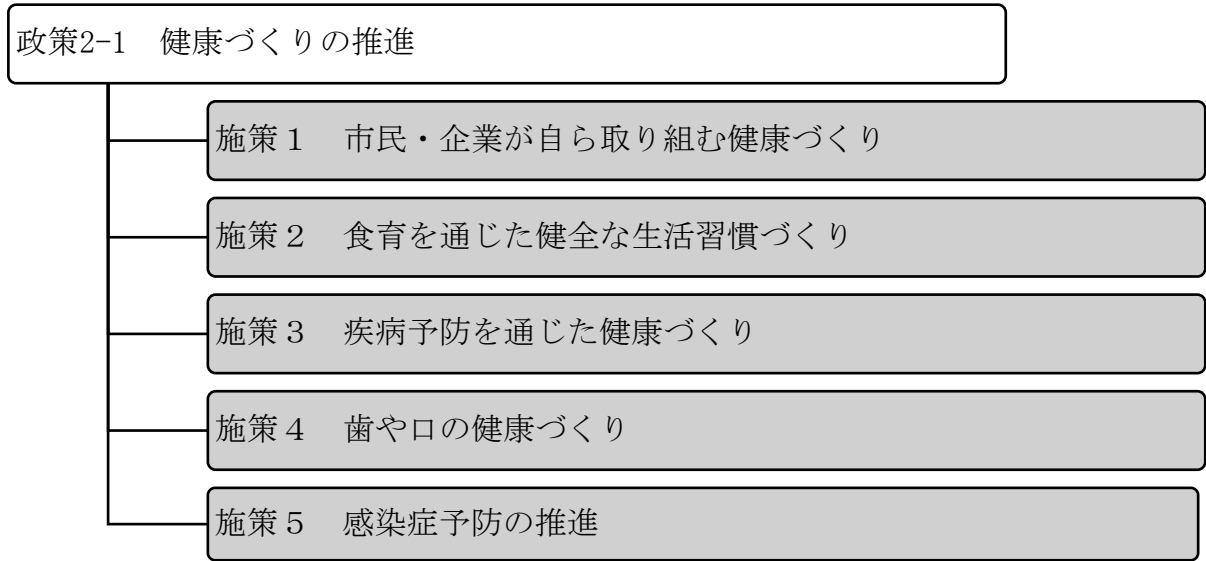 政策2-1　健康づくりの推進
施策１　市民・企業が自ら取り組む健康づくり
施策２　食育を通じた健全な生活習慣づくり
施策３　疾病予防を通じた健康づくり
施策４　歯や口の健康づくり
施策５　感染症予防の推進